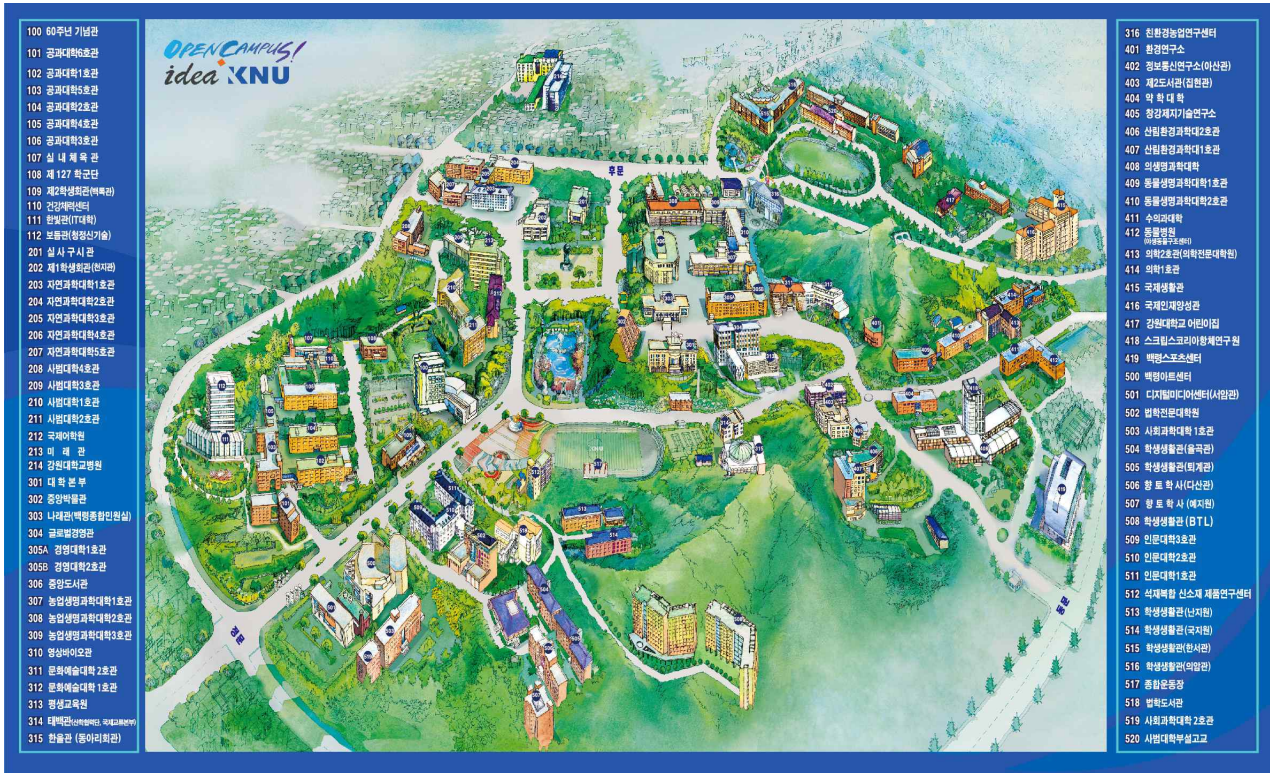 100 60주년 기념관
101 공과대학6호관
102 공과대학1호관
103 공과대학5호관
104 공과대학2호관
105 공과대학4호관
106 공과대학3호관
107 실 내 체 육 관
108 제 127 학군단
109 제2학생회관(백록관)
110 건강체력센터
111 한빛관(IT대학)
112 보듬관(청정신기술)
201 실 사 구 시 관
202 제1학생회관(천지관)
203 자연과학대학1호관
204 자연과학대학2호관
205 자연과학대학3호관
206 자연과학대학4호관
207 자연과학대학5호관
208 사범대학4호관
209 사범대학3호관
210 사범대학1호관
211 사범대학2호관
212 국제어학원
213 미 래 관
214 강원대학교병원
301 대 학 본 부
302 중앙박물관
303 나래관(백령종합민원실)
304 글로벌경영관
305A 경영대학1호관
305B 경영대학2호관
306 중앙도서관
307 농업생명과학대학1호관
308 농업생명과학대학2호관
309 농업생명과학대학3호관
310 영상바이오관
311 문화예술대학 2호관
312 문화예술대학 1호관
313 평생교육원
314 태백관(산학협력단, 국제교류본부)
315 한울관 (동아리회관)
OPEN CAMPUS!
idea KNU
후문
정문
동문
KNU
316 친환경농업연구센터
401 환경연구소
402 정보통신연구소(아산관)
403 제2도서관(집현관)
404 약 학 대 학
405 창강제지기술연구소
406 산림환경과학대2호관
407 산림환경과학대1호관
408 의생명과학대학
409 동물생명과학대학1호관
410 동물생명과학대학2호관
411 수의과대학
412 동물병원
(야생동물구조센터)
413 의학2호관(의학전문대학원)
414 의학1호관
415 국제생활관
416 국제인재양성관
417 강원대학교 어린이집
418 스크립스코리아항체연구원
419 백령스포츠센터
500 백령아트센터
501 디지털미디어센터(서암관)
502 법학전문대학원
503 사회과학대학 1호관
504 학생생활관(율곡관)
505 학생생활관(퇴계관)
506 향 토 학 사(다산관)
507 향 토 학 사 (예지원)
508 학생생활관 (BTL)
509 인문대학3호관
510 인문대학2호관
511 인문대학1호관
512 석재복합 신소재 제품연구센터
513 학생생활관(난지원)
514 학생생활관(국지원)
515 학생생활관(한서관)
516 학생생활관(의암관)
517 종합운동장
518 법학도서관
519 사회과학대학 2호관
520 사범대학부설고교